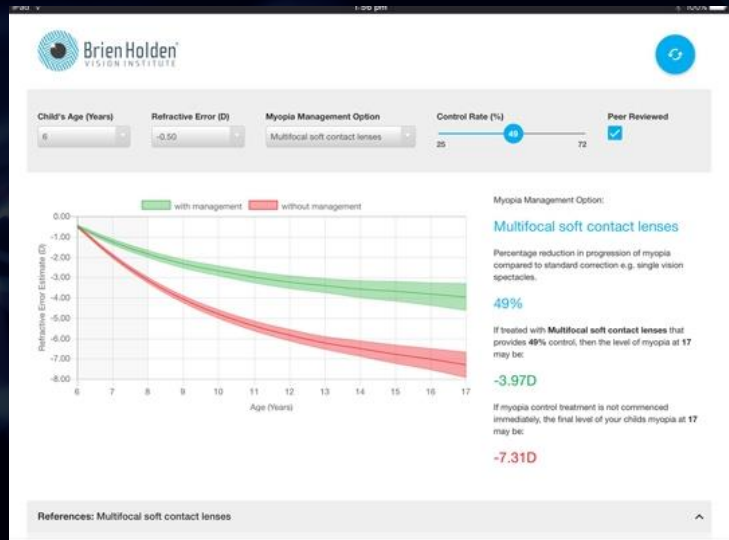 1:56 pm
100%
Brien Holden
VISION INSTITUTE
Child's Age (Years)
6
Refractive Error (D)
-0.50
Myopia Management Option
Multifocal soft contact lenses
Control Rate (%)
49
25
72
Peer Reviewed
with management
without management
0.00
-1.00
-2.00
-3.00
-4.00
-5.00
-6.00
-7.00
-8.00
Refractive Error Estimate (D)
6 7 8 9 10 11 12 13 14 15 16 17
Age (Years)
Myopia Management Option:
Multifocal soft contact lenses
Percentage reduction in progression of myopia
compared to standard correction e.g. single vision
spectacles.
49%
If treated with Multifocal soft contact lenses that
provides 49% control, then the level of myopia at 17
may be:
-3.97D
If myopia control treatment is not commenced
immediately, the final level of your childs myopia at 17
may be:
-7.31D
References: Multifocal soft contact lenses